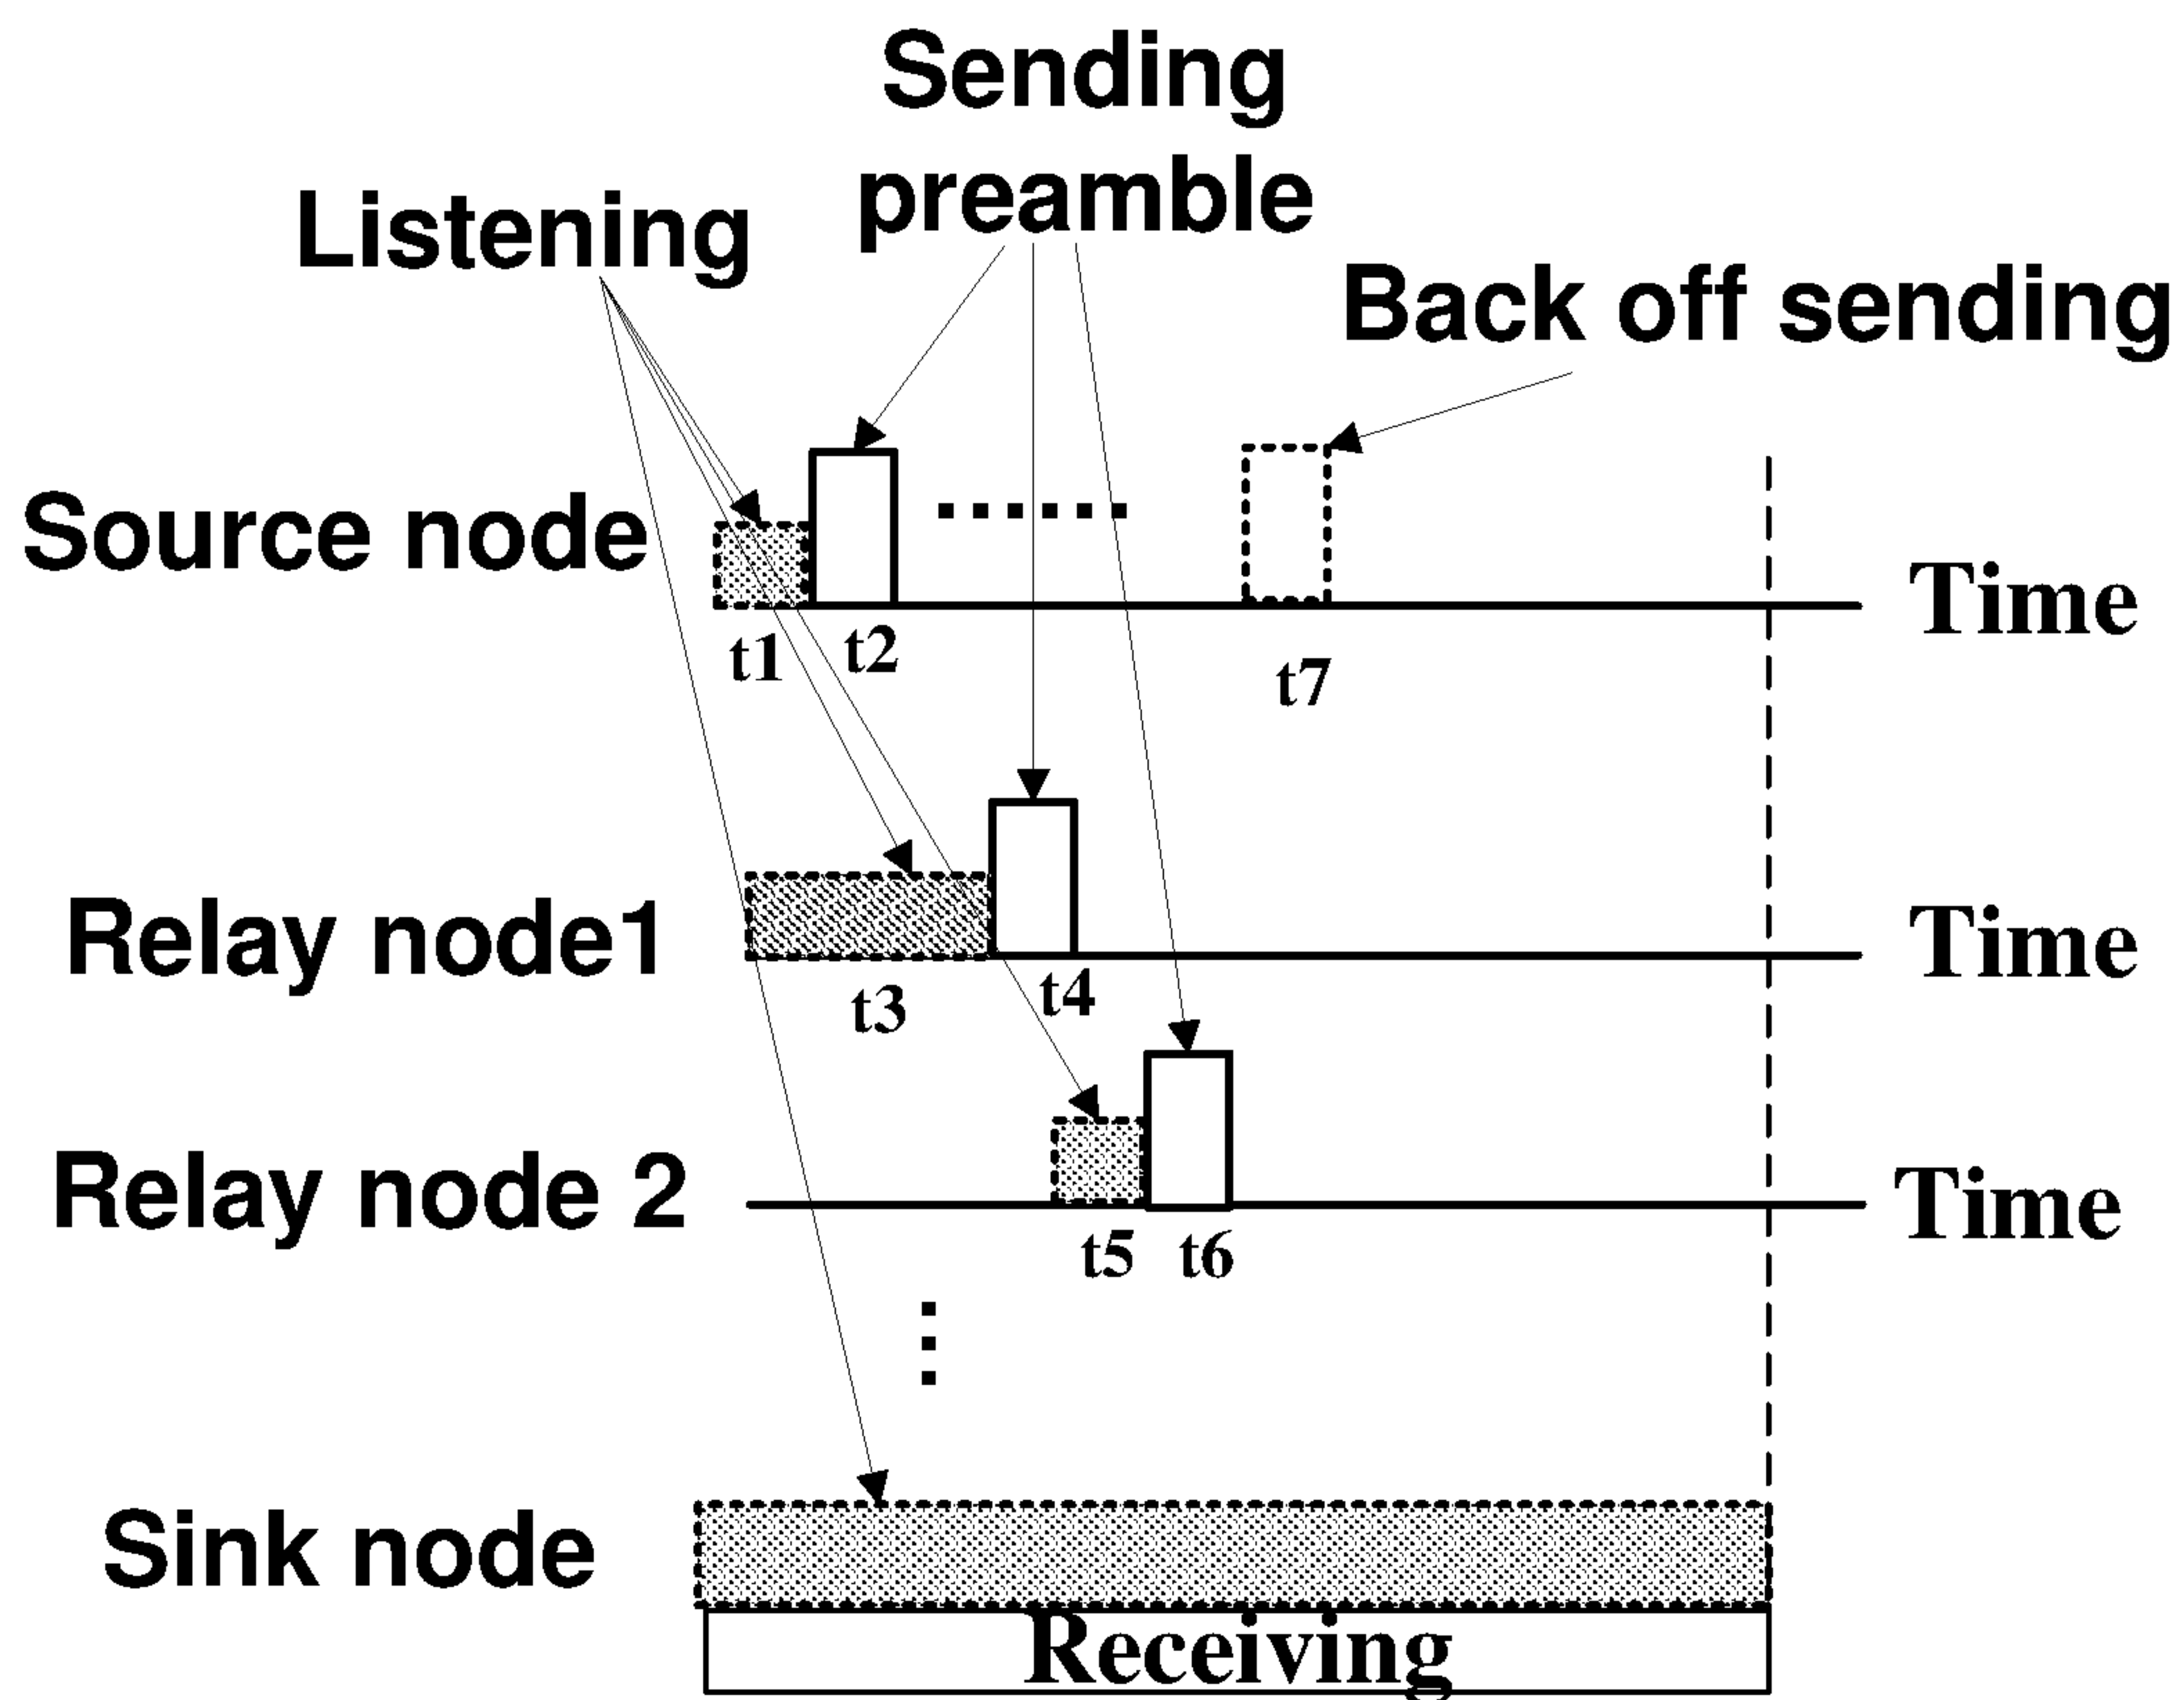 Sending
preamble
Listening
Back off sending
Source node
Time
t1
t2
t7
Relay node1
Time
t3
t4
Relay node 2
Time
t5
t6
Sink node
Receiving